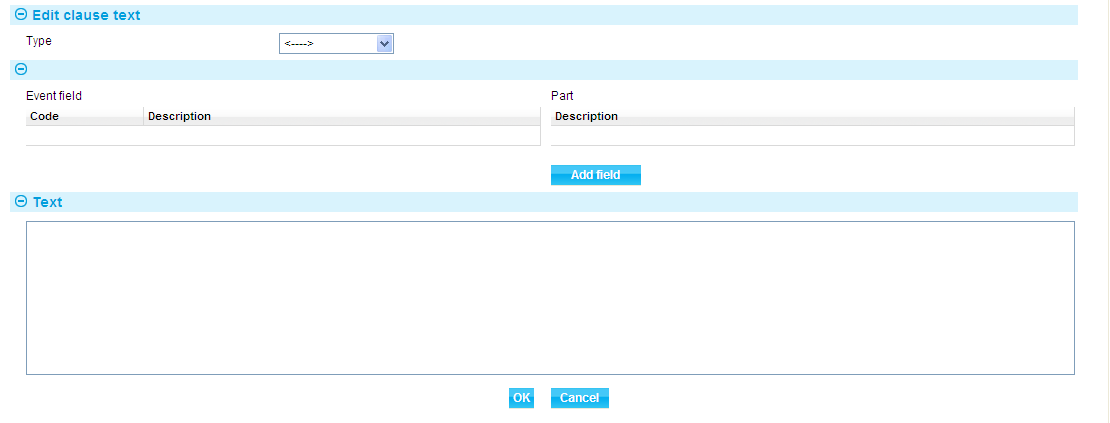 Edit clause text
Type <---->
Event field Part
Code Description Description
Add field
Text
OK Cancel